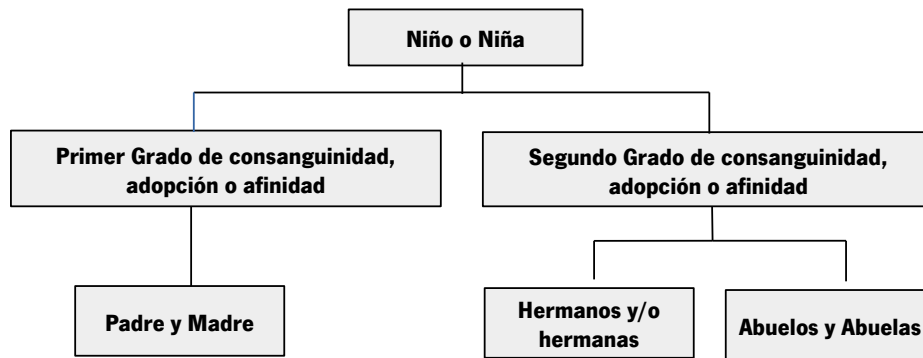 Niño o Niña
Primer Grado de consanguinidad,
adopción o afinidad
Segundo Grado de consanguinidad,
adopción o afinidad
Padre y Madre
Hermanos y/o
hermanas
Abuelos y Abuelas